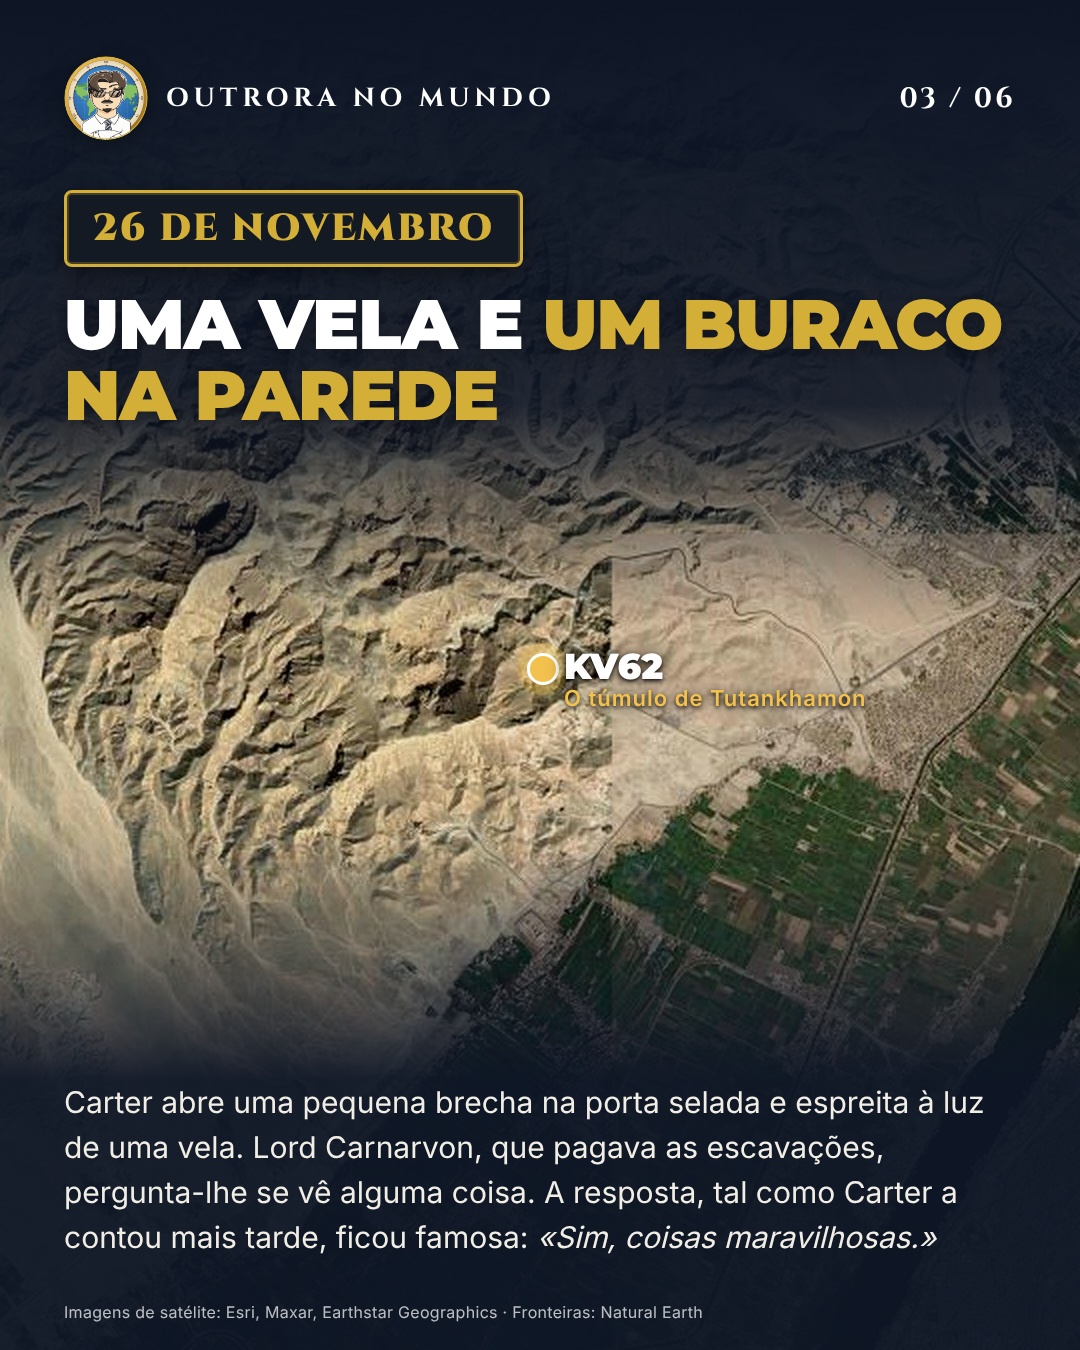 OUTRORA NO MUNDO
03 / 06
26 DE NOVEMBRO
UMA VELA E UM BURACO
NA PAREDE
KV62
O túmulo de Tutankhamon
Carter abre uma pequena brecha na porta selada e espreita à luz
de uma vela. Lord Carnarvon, que pagava as escavações,
pergunta-lhe se vê alguma coisa. A resposta, tal como Carter a
contou mais tarde, ficou famosa: «Sim, coisas maravilhosas.»
Imagens de satélite: Esri, Maxar, Earthstar Geographics · Fronteiras: Natural Earth